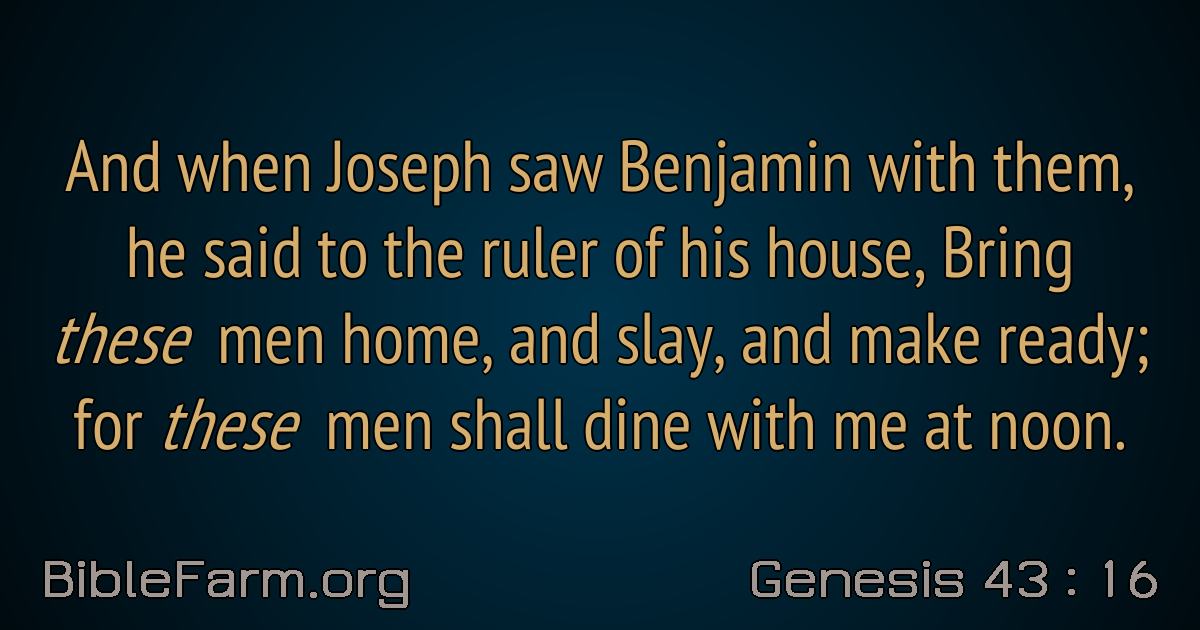 And when Joseph saw Benjamin with them,
he said to the ruler of his house, Bring
these men home, and slay, and make ready;
for these men shall dine with me at noon.
BibleFarm.org
Genesis 43 : 16